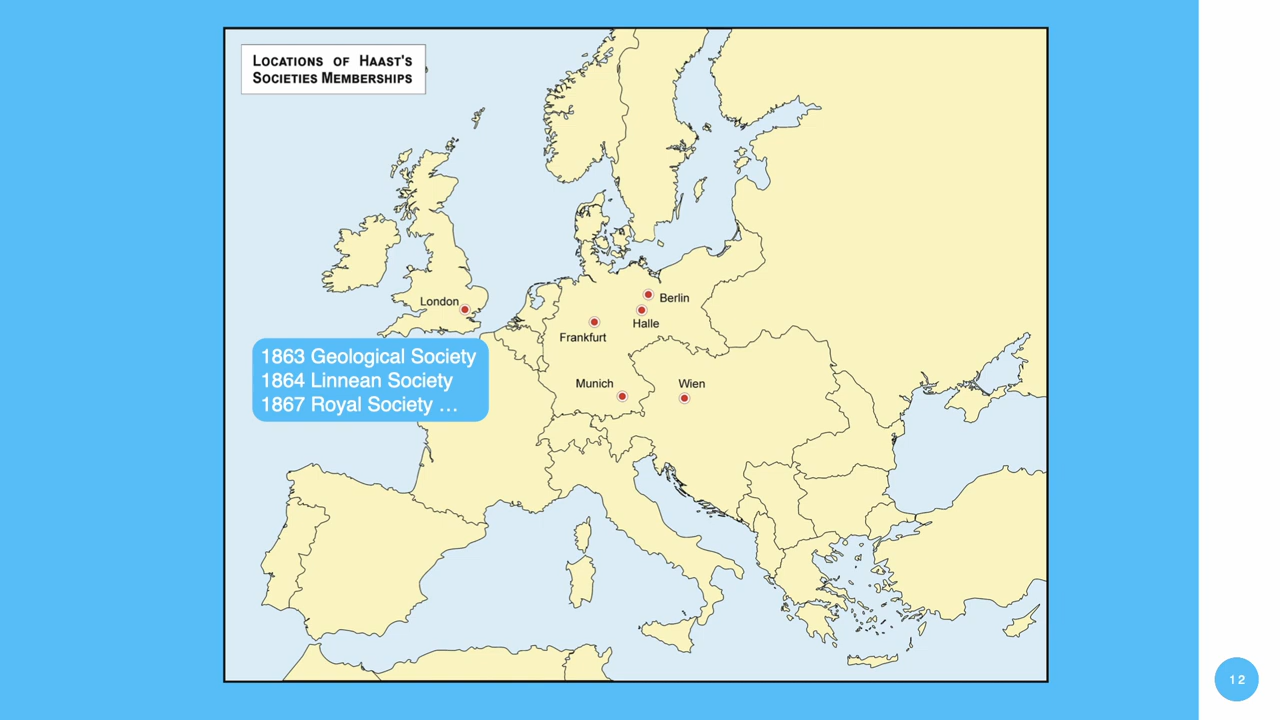 LOCATIONS OF HAAST'S
SOCIETIES MEMBERSHIPS
Berlin
London
Halle
Frankfurt
1863 Geological Society
1864 Linnean Society
1867 Royal Society …
Munich
Wien
12